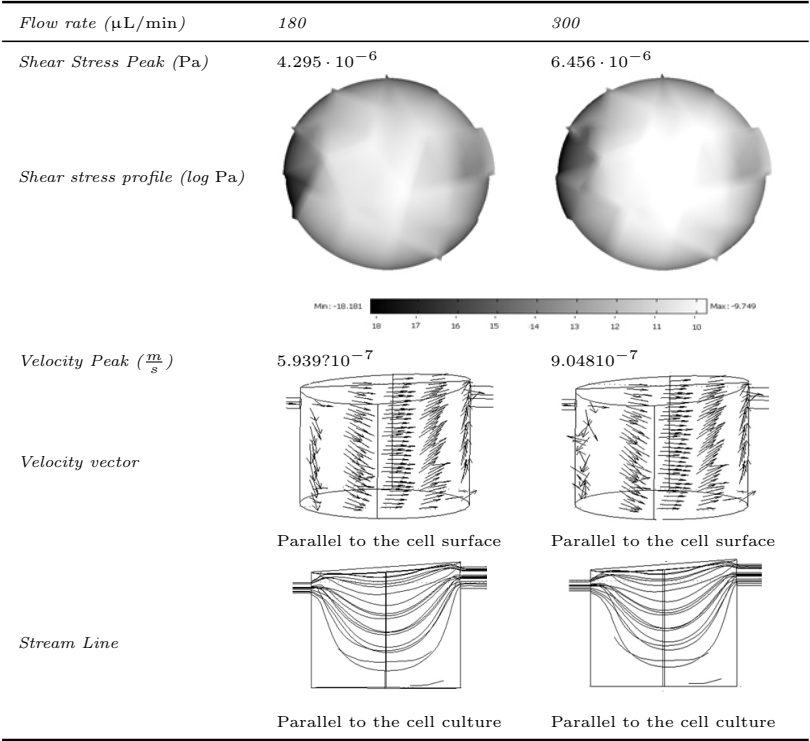 Flow rate (μL/min) 180 300
Shear Stress Peak (Pa) 4.295 · 10⁻⁶ 6.456 · 10⁻⁶
Shear stress profile (log Pa)
Min: -18.181 Max: -9.749
18 17 16 15 -14 13 12 11 10
Velocity Peak (m/s) 5.939?10⁻⁷ 9.04810⁻⁷
Velocity vector
Parallel to the cell surface Parallel to the cell surface
Stream Line
Parallel to the cell culture Parallel to the cell culture